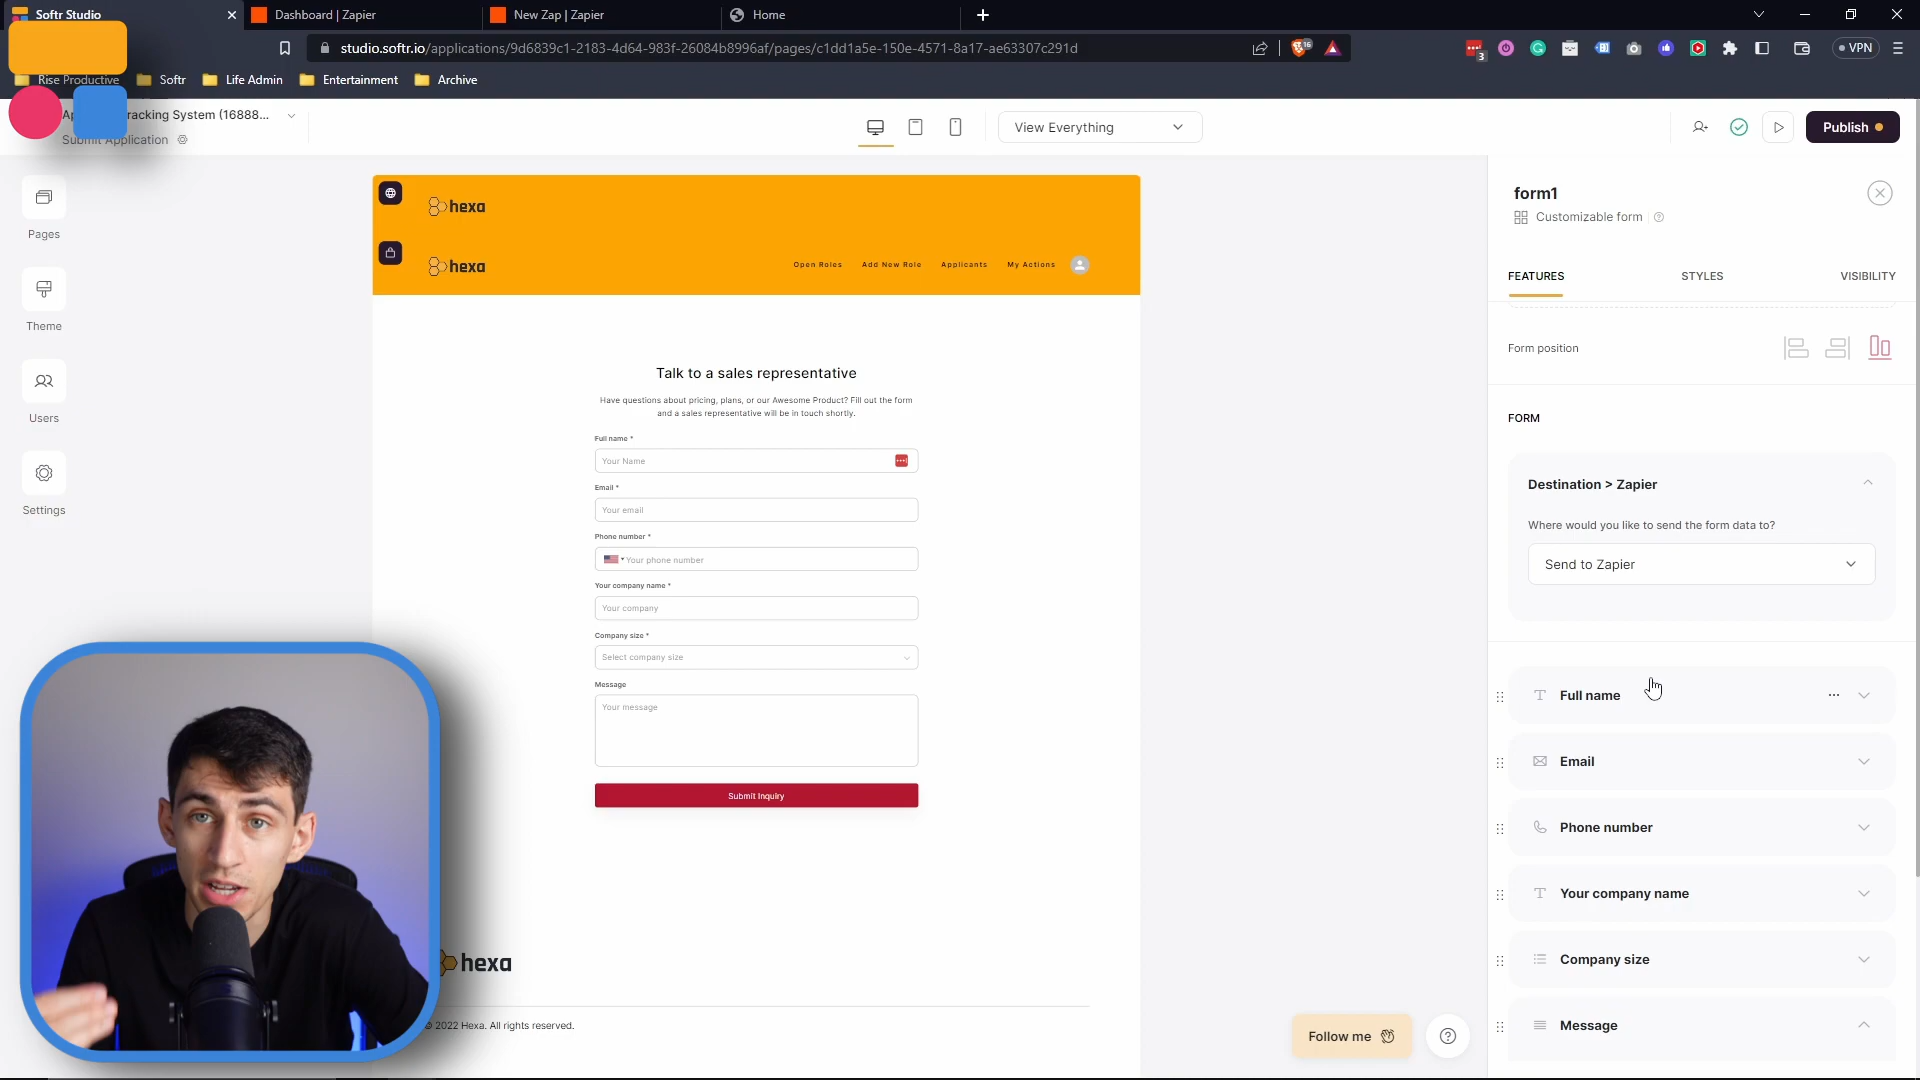 Softr Studio
Dashboard | Zapier
New Zap | Zapier
Home
studio.softr.io/applications/9d6839c1-2183-4d64-983f-26084b8996af/pages/c1dd1a5e-150e-4571-8a17-ae63307c291d
16
3
VPN
Rise Productive
Softr
Life Admin
Entertainment
Archive
Ap
racking System (16888...
Submit Application
View Everything
Publish
Pages
Theme
Users
Settings
hexa
hexa
Open Roles
Add New Role
Applicants
My Actions
Talk to a sales representative
Have questions about pricing, plans, or our Awesome Product? Fill out the form
and a sales representative will be in touch shortly.
Full name *
Your Name
Email *
Your email
Phone number *
Your phone number
Your company name *
Your company
Company size *
Select company size
Message
Your message
Submit Inquiry
hexa
© 2022 Hexa. All rights reserved.
Follow me
form1
Customizable form
FEATURES
STYLES
VISIBILITY
Form position
FORM
Destination > Zapier
Where would you like to send the form data to?
Send to Zapier
Full name
Email
Phone number
Your company name
Company size
Message